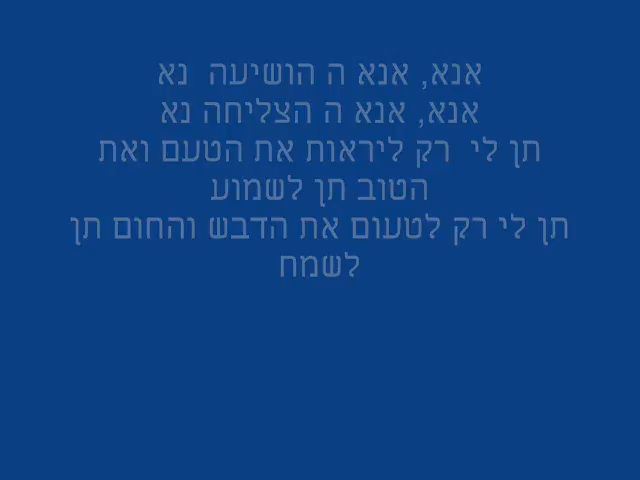 אנא, אנא ה הושיעה  נא
אנא, אנא ה הצליחה נא
תן לי  רק ליראות את הטעם ואת
הטוב תן לשמוע
תן לי רק לטעום את הדבש והחום תן
לשמח